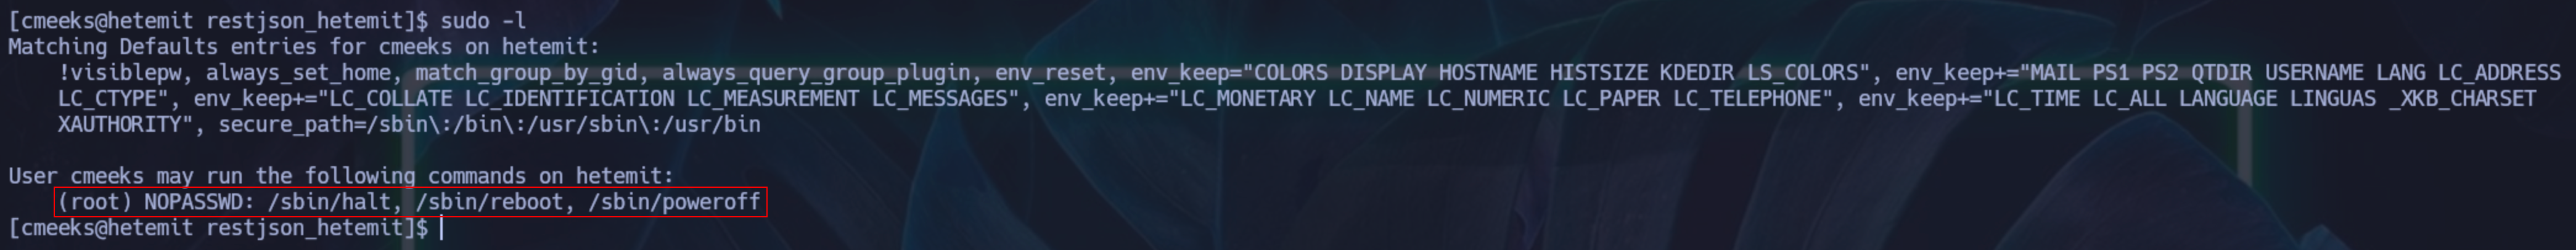 [cmeeks@hetemit restjson_hetemit]$ sudo -l
Matching Defaults entries for cmeeks on hetemit:
    !visiblepw, always_set_home, match_group_by_gid, always_query_group_plugin, env_reset, env_keep="COLORS DISPLAY HOSTNAME HISTSIZE KDEDIR LS_COLORS", env_keep+="MAIL PS1 PS2 QTDIR USERNAME LANG LC_ADDRESS
    LC_CTYPE", env_keep+="LC_COLLATE LC_IDENTIFICATION LC_MEASUREMENT LC_MESSAGES", env_keep+="LC_MONETARY LC_NAME LC_NUMERIC LC_PAPER LC_TELEPHONE", env_keep+="LC_TIME LC_ALL LANGUAGE LINGUAS _XKB_CHARSET
    XAUTHORITY", secure_path=/sbin\:/bin\:/usr/sbin\:/usr/bin

User cmeeks may run the following commands on hetemit:
    (root) NOPASSWD: /sbin/halt, /sbin/reboot, /sbin/poweroff
[cmeeks@hetemit restjson_hetemit]$